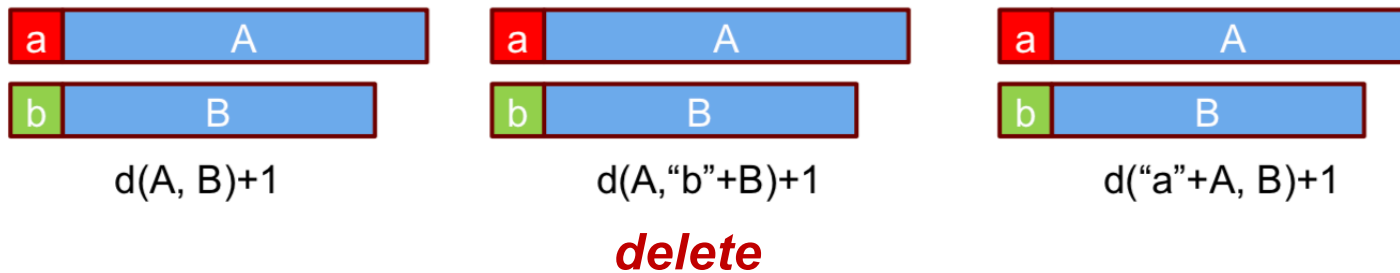 a A a A a A
b B b B b B
d(A, B)+1 d(A,“b”+B)+1 d(“a”+A, B)+1
delete